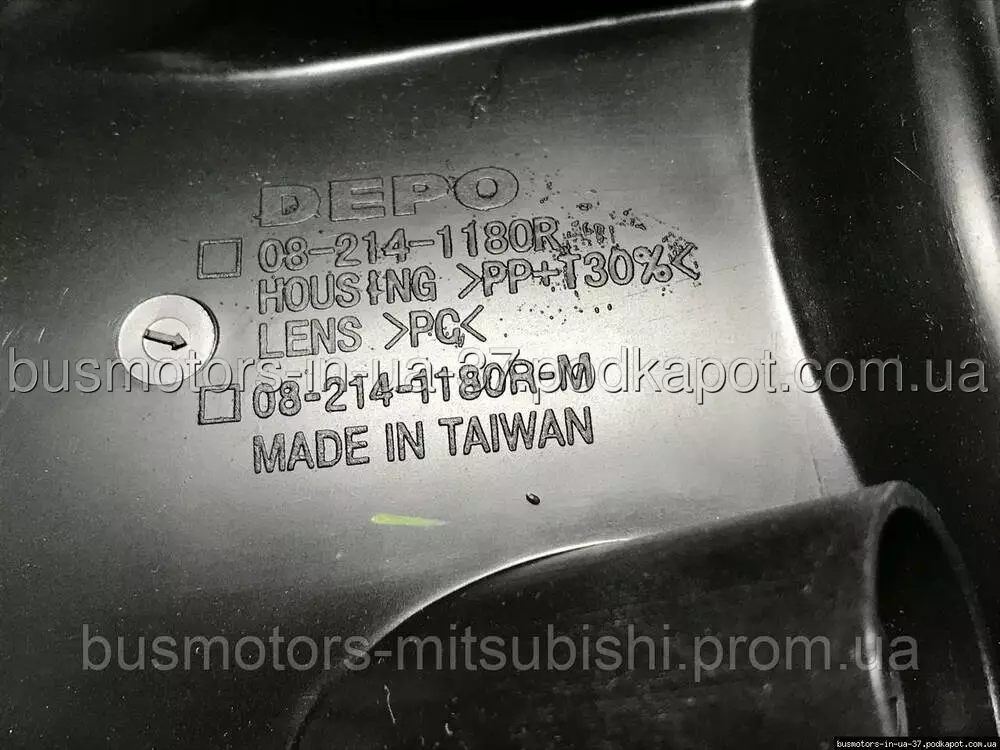 DEPO
08-214-1180R
HOUSING >PP+T30%<
LENS >PC<
busmotors-in-ua-37.podkapot.com.ua
08-214-1180R-M
MADE IN TAIWAN
busmotors-mitsubishi.prom.ua
busmotors-in-ua-37.podkapot.com.ua